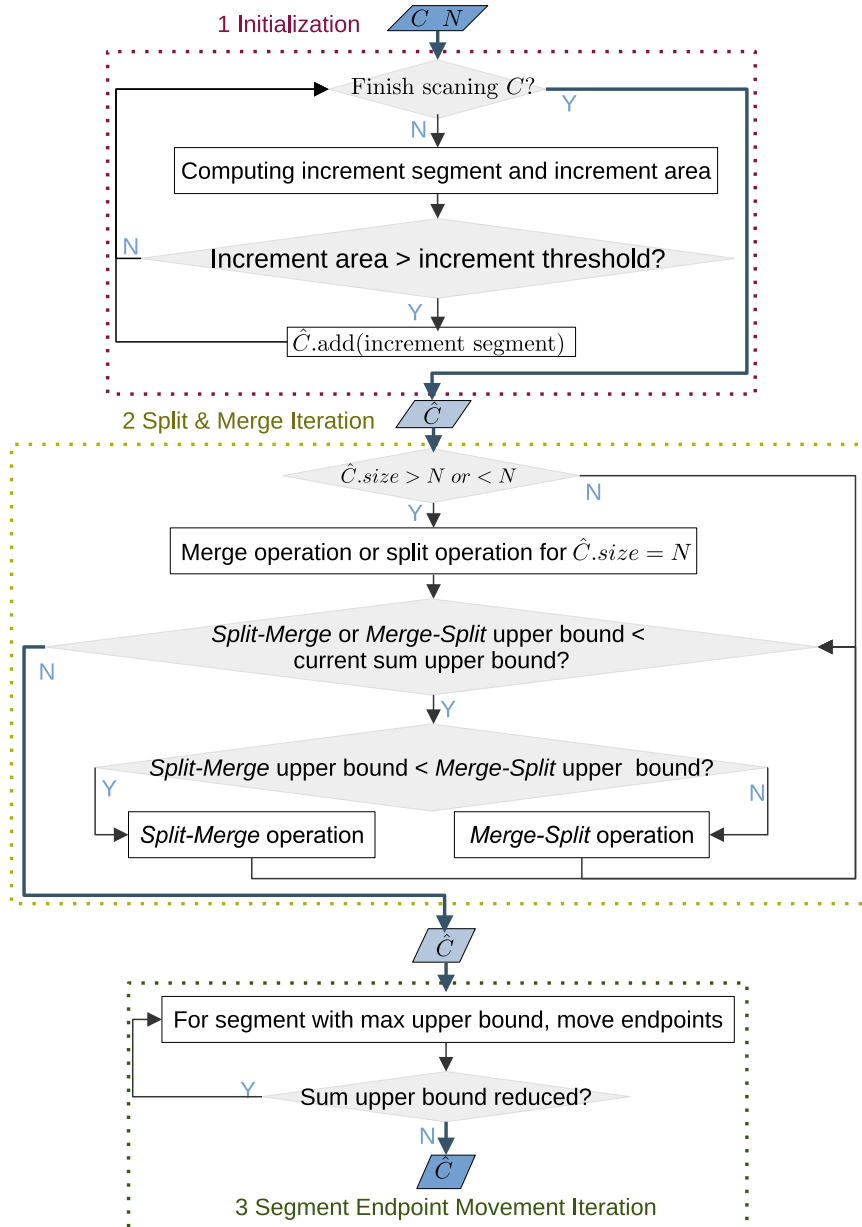 1 Initialization
C N
Finish scaning C?
Y
N
Computing increment segment and increment area
N
Increment area > increment threshold?
Y
Ĉ.add(increment segment)
Ĉ
2 Split & Merge Iteration
Ĉ.size > N or < N
N
Y
Merge operation or split operation for Ĉ.size = N
Split-Merge or Merge-Split upper bound <
current sum upper bound?
N
Y
Split-Merge upper bound < Merge-Split upper bound?
Y
N
Split-Merge operation
Merge-Split operation
Ĉ
For segment with max upper bound, move endpoints
Y
Sum upper bound reduced?
N
Ĉ
3 Segment Endpoint Movement Iteration